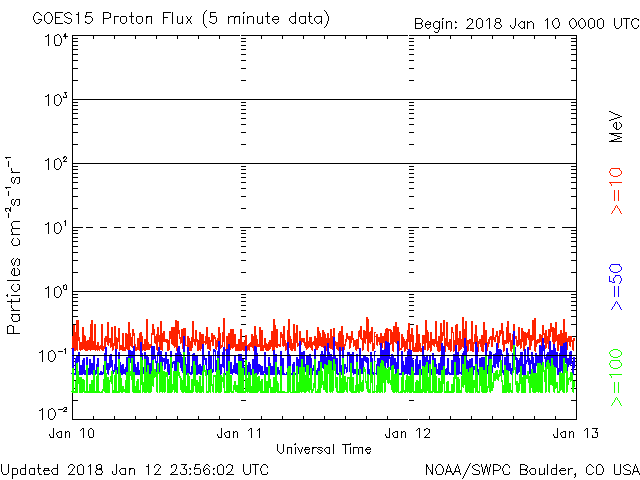 GOES15 Proton Flux (5 minute data)
Begin: 2018 Jan 10 0000 UTC
10⁴
10³
10²
10¹
10⁰
10⁻¹
10⁻²
Particles cm⁻²s⁻¹sr⁻¹
MeV
>=10
>=50
>=100
Jan 10
Jan 11
Jan 12
Jan 13
Universal Time
Updated 2018 Jan 12 23:56:02 UTC
NOAA/SWPC Boulder, CO USA